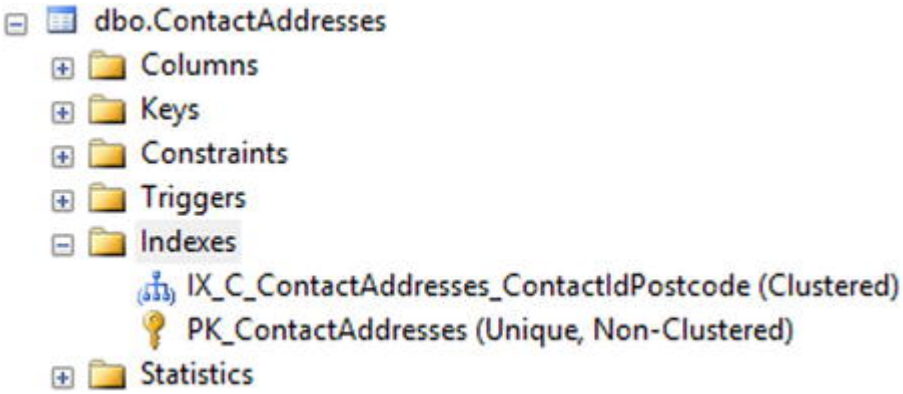 dbo.ContactAddresses
Columns
Keys
Constraints
Triggers
Indexes
IX_C_ContactAddresses_ContactIdPostcode (Clustered)
PK_ContactAddresses (Unique, Non-Clustered)
Statistics